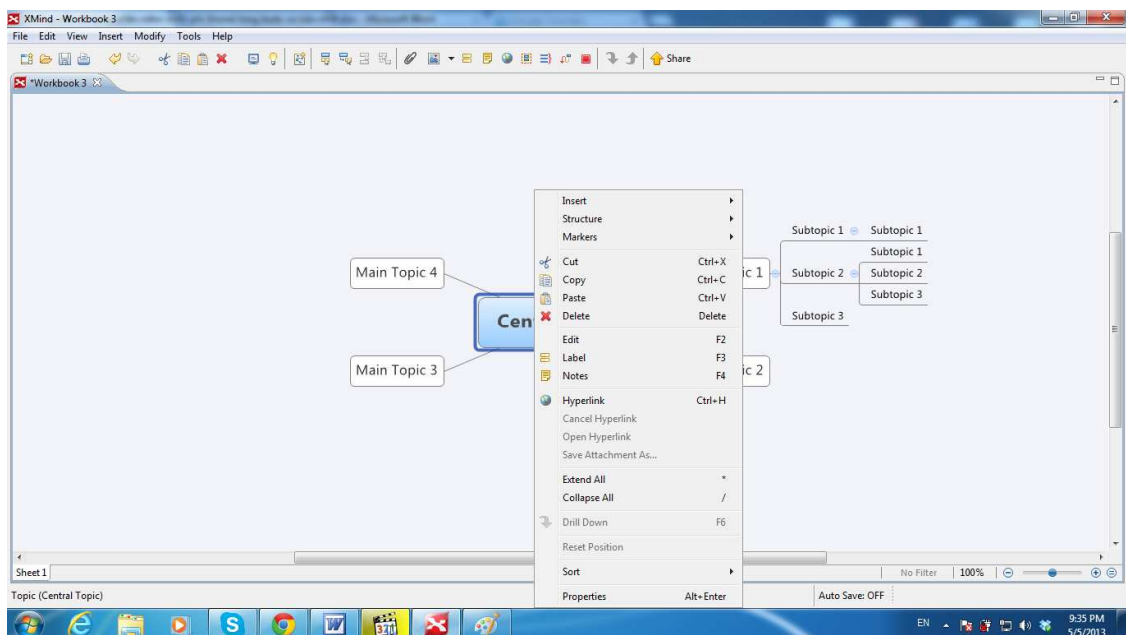 XMind - Workbook 3
File Edit View Insert Modify Tools Help
Share
*Workbook 3
Insert
Structure
Markers
Cut Ctrl+X
Copy Ctrl+C
Paste Ctrl+V
Delete Delete
Edit F2
Label F3
Notes F4
Hyperlink Ctrl+H
Cancel Hyperlink
Open Hyperlink
Save Attachment As...
Extend All *
Collapse All /
Drill Down F6
Reset Position
Sort
Properties Alt+Enter
Main Topic 4
Cen
Main Topic 3
ic 1
ic 2
Subtopic 1 Subtopic 1
Subtopic 1
Subtopic 2 Subtopic 2
Subtopic 3
Subtopic 3
Sheet 1
No Filter 100%
Topic (Central Topic)
Auto Save: OFF
EN
9:35 PM
5/5/2013